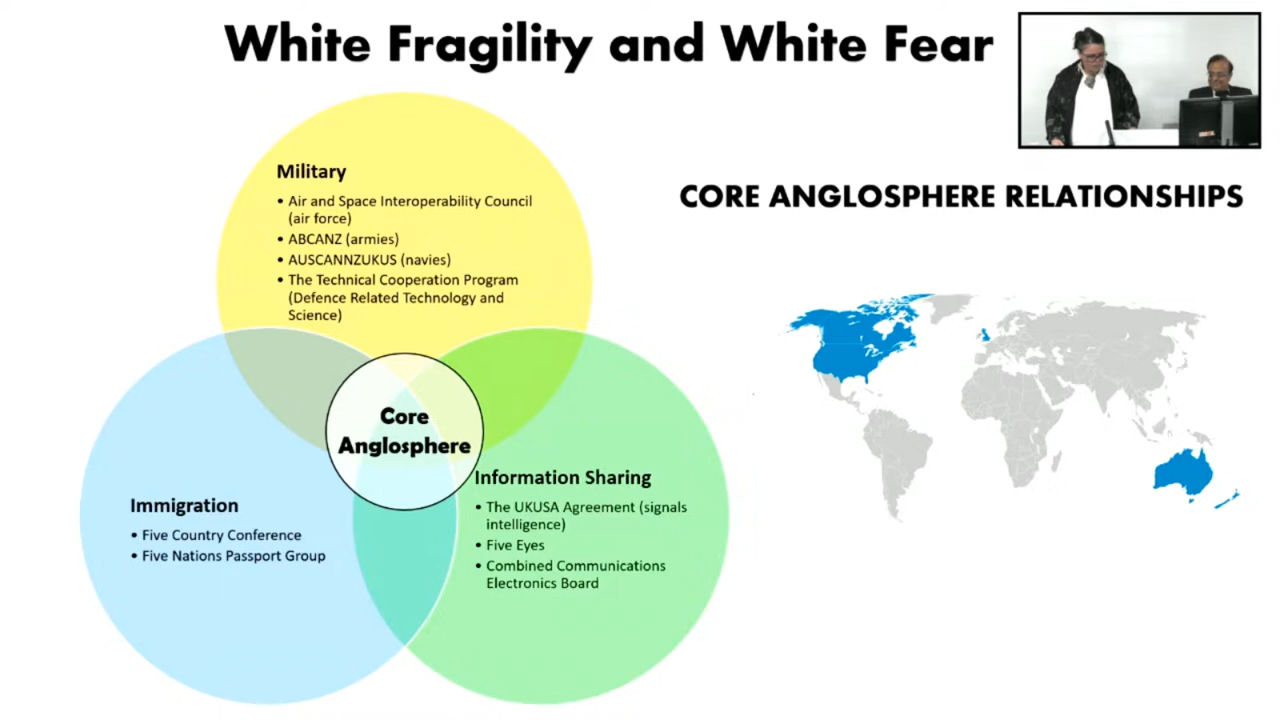 White Fragility and White Fear
Military
• Air and Space Interoperability Council
(air force)
• ABCANZ (armies)
• AUSCANNZUKUS (navies)
• The Technical Cooperation Program
(Defence Related Technology and
Science)
CORE ANGLOSPHERE RELATIONSHIPS
Core
Anglosphere
Immigration
• Five Country Conference
• Five Nations Passport Group
Information Sharing
• The UKUSA Agreement (signals
intelligence)
• Five Eyes
• Combined Communications
Electronics Board